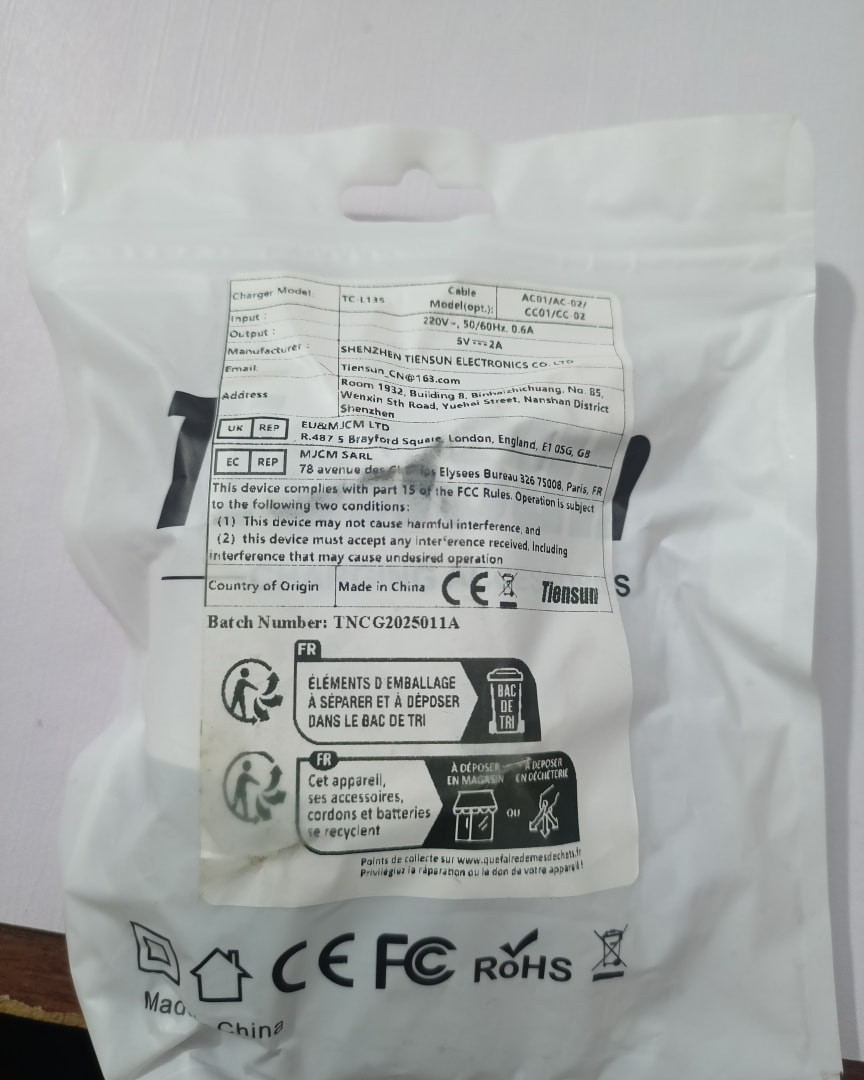 Charger Model: TC-L135 Cable Model(opt.): AC01/AC-02/ CC01/CC-02
Input : 220V~, 50/60Hz, 0.6A
Output : 5V⎓2A
Manufacturer : SHENZHEN TIENSUN ELECTRONICS CO. LTD
Email: Tiensun_CN@163.com
Address Room 1932, Building 8, No. 85,
Wenxin 5th Road, Yuehai Street, Nanshan District
Shenzhen
UK REP EU&MJCM LTD
R.487 5 Brayford Square, London, England, E1 0SG, GB
EC REP MJCM SARL
78 avenue des Elysees Bureau 326 75008, Paris, FR
This device complies with part 15 of the FCC Rules. Operation is subject
to the following two conditions:
(1) This device may not cause harmful interference, and
(2) this device must accept any interference received, including
interference that may cause undesired operation
Country of Origin Made in China CE Tiensun
S
Batch Number: TNCG2025011A
FR
ÉLÉMENTS D EMBALLAGE
À SÉPARER ET À DÉPOSER
DANS LE BAC DE TRI
BAC
DE
TRI
FR
Cet appareil,
ses accessoires,
cordons et batteries
se recyclent
À DÉPOSER
EN MAGASIN
OU
À DÉPOSER
EN DÉCHÈTERIE
Points de collecte sur www.quefairedemesdechets.fr
Privilégiez la réparation ou le don de votre appareil !
CE FC RoHS
China